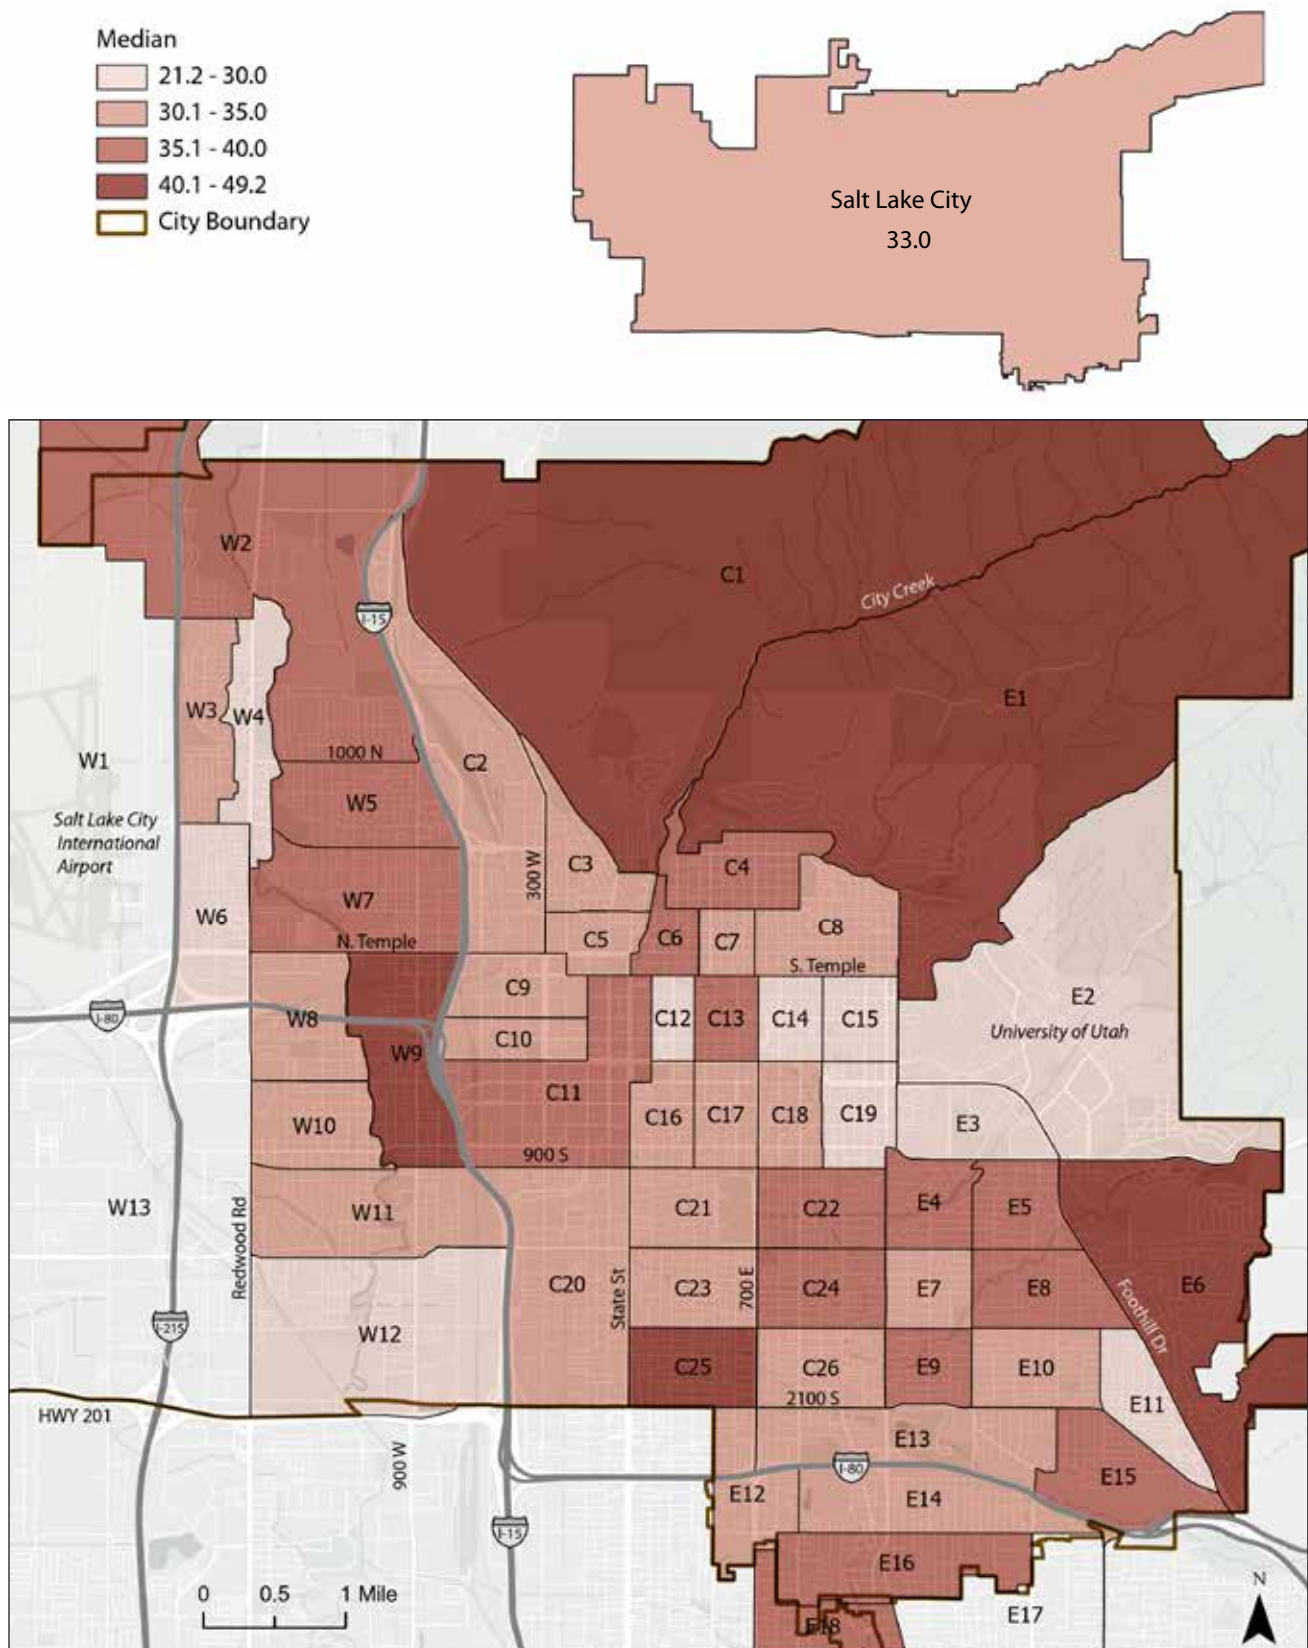 Median
21.2 - 30.0
30.1 - 35.0
35.1 - 40.0
40.1 - 49.2
City Boundary
Salt Lake City
33.0
W2
C1
City Creek
I-15
E1
W3
W4
W1
1000 N
C2
W5
Salt Lake City
International
Airport
300 W
C3
C4
W7
W6
N. Temple
C5
C6
C7
C8
S. Temple
C9
E2
University of Utah
I-80
W8
C10
C12
C13
C14
C15
W9
C11
C16
C17
C18
C19
E3
W10
900 S
W13
Redwood Rd
W11
C21
C22
E4
E5
C20
State St
C23
700 E
C24
E7
E8
Foothill Dr
E6
I-215
W12
C25
C26
E9
E10
2100 S
E11
HWY 201
900 W
E13
I-80
E12
E14
E15
I-15
E16
0 0.5 1 Mile
N
E17
E18